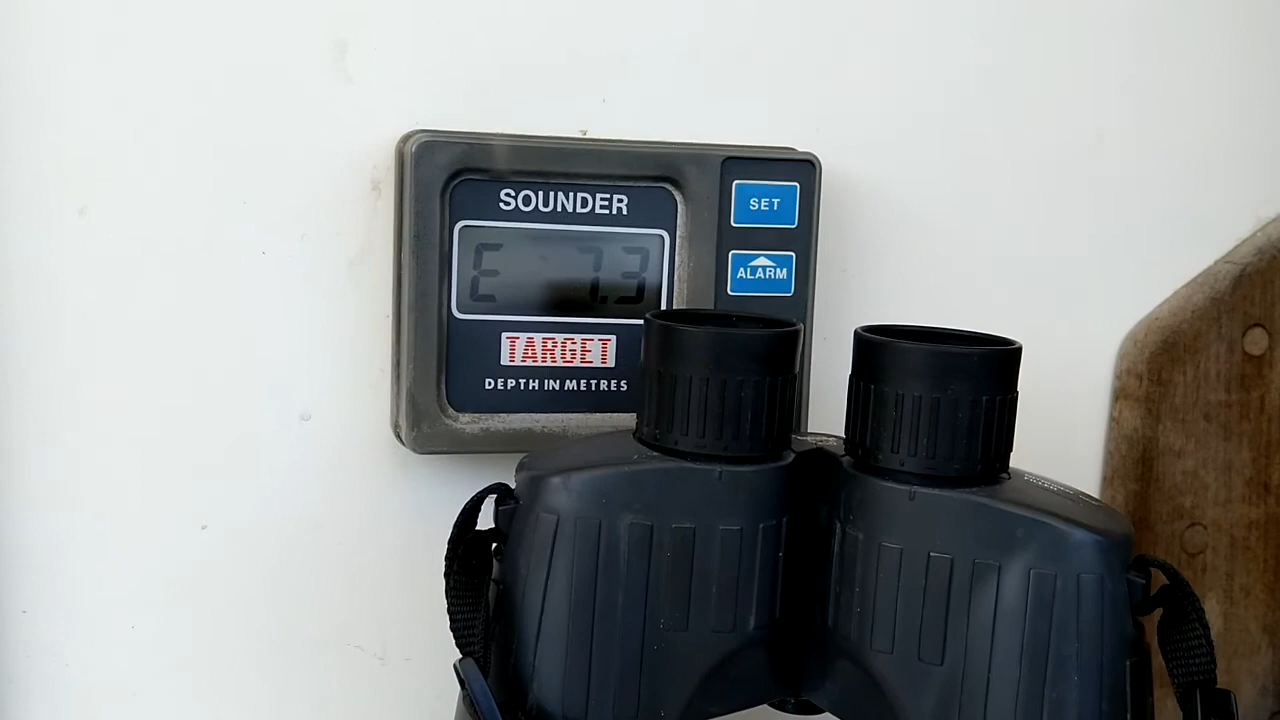 SOUNDER
E 7.3
TARGET
DEPTH IN METRES
SET
ALARM